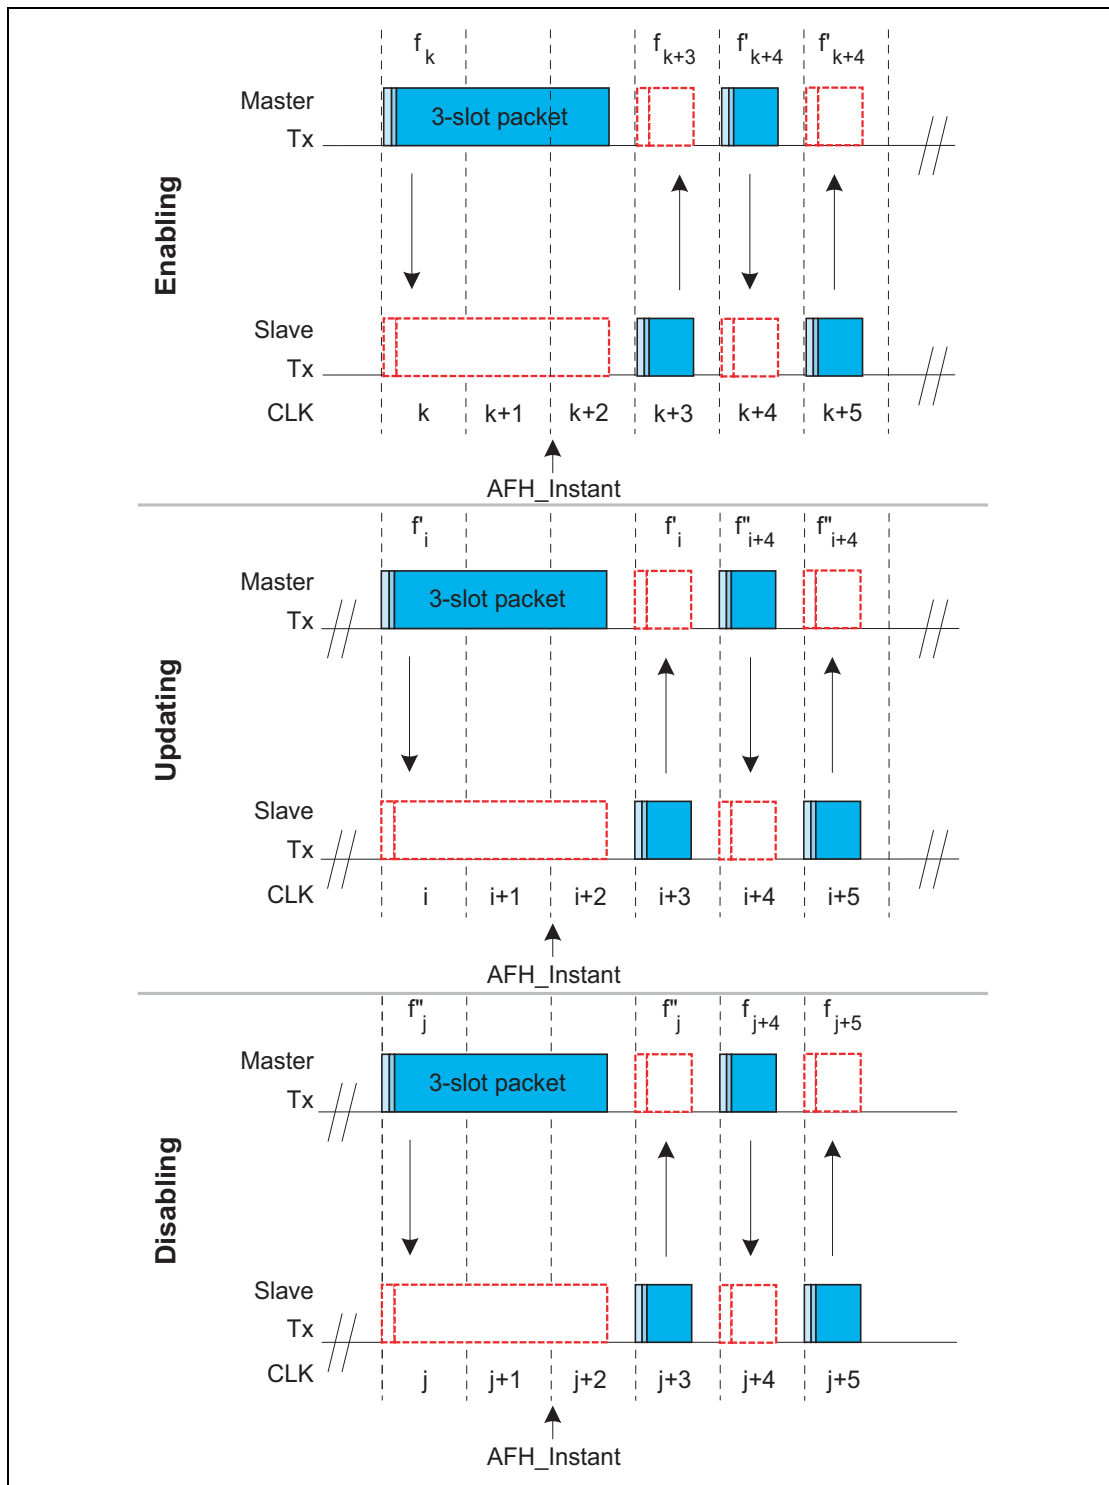 f k f k+3 f' k+4 f' k+4
Master
3-slot packet
Tx
Enabling
Slave
Tx
CLK k k+1 k+2 k+3 k+4 k+5
AFH_Instant
f' i f' i f" i+4 f" i+4
Master
3-slot packet
Tx
Updating
Slave
Tx
CLK i i+1 i+2 i+3 i+4 i+5
AFH_Instant
f" j f" j f j+4 f j+5
Master
3-slot packet
Tx
Disabling
Slave
Tx
CLK j j+1 j+2 j+3 j+4 j+5
AFH_Instant